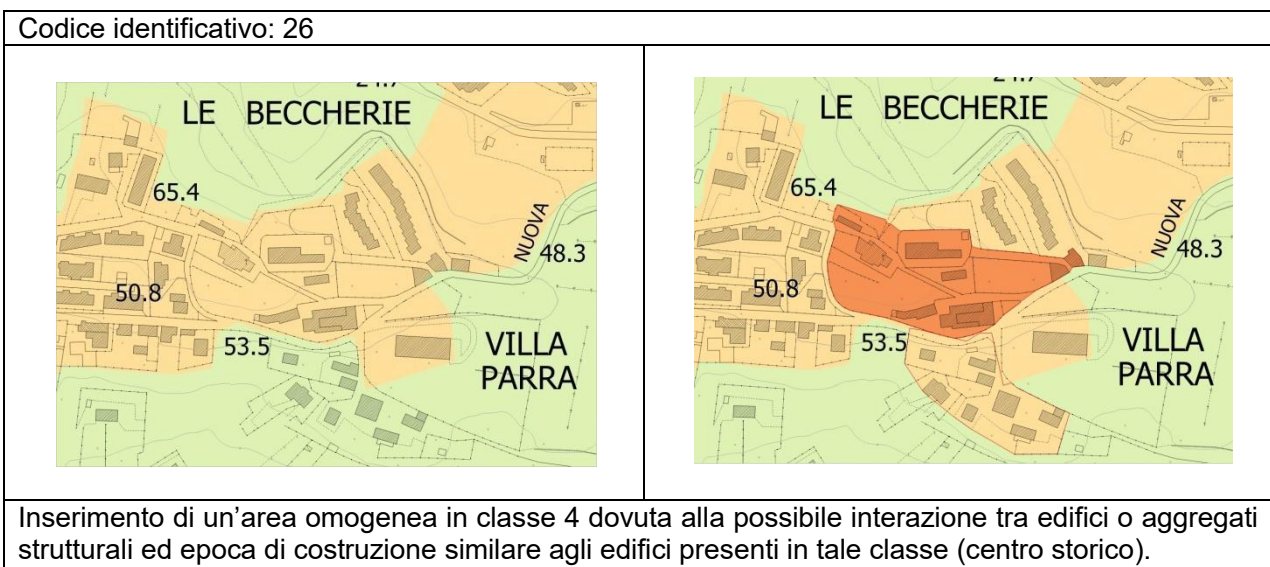 Codice identificativo: 26
LE BECCHERIE
65.4
NUOVA
48.3
50.8
53.5
VILLA
PARRA
LE BECCHERIE
65.4
NUOVA
48.3
50.8
53.5
VILLA
PARRA
Inserimento di un’area omogenea in classe 4 dovuta alla possibile interazione tra edifici o aggregati
strutturali ed epoca di costruzione similare agli edifici presenti in tale classe (centro storico).